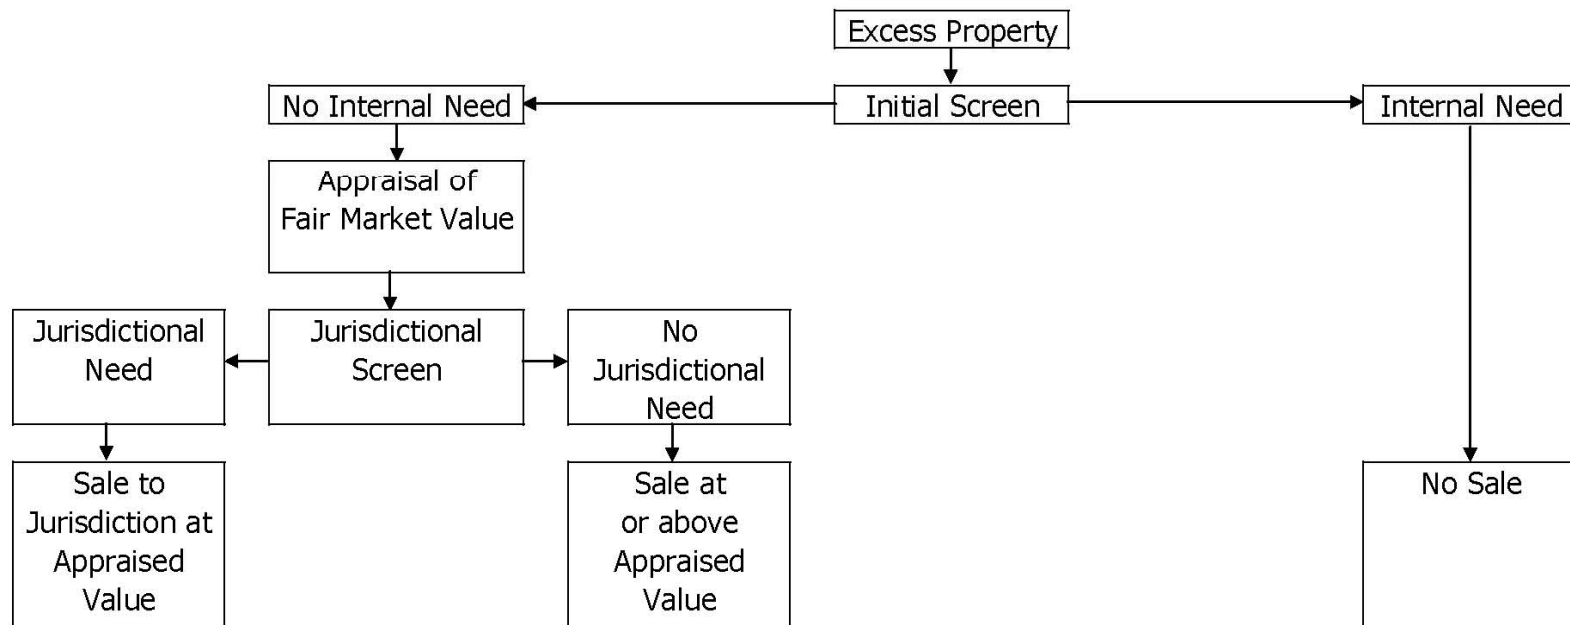 Excess Property
No Internal Need
Initial Screen
Internal Need
Appraisal of
Fair Market Value
Jurisdictional
Need
Jurisdictional
Screen
No
Jurisdictional
Need
Sale to
Jurisdiction at
Appraised
Value
Sale at
or above
Appraised
Value
No Sale